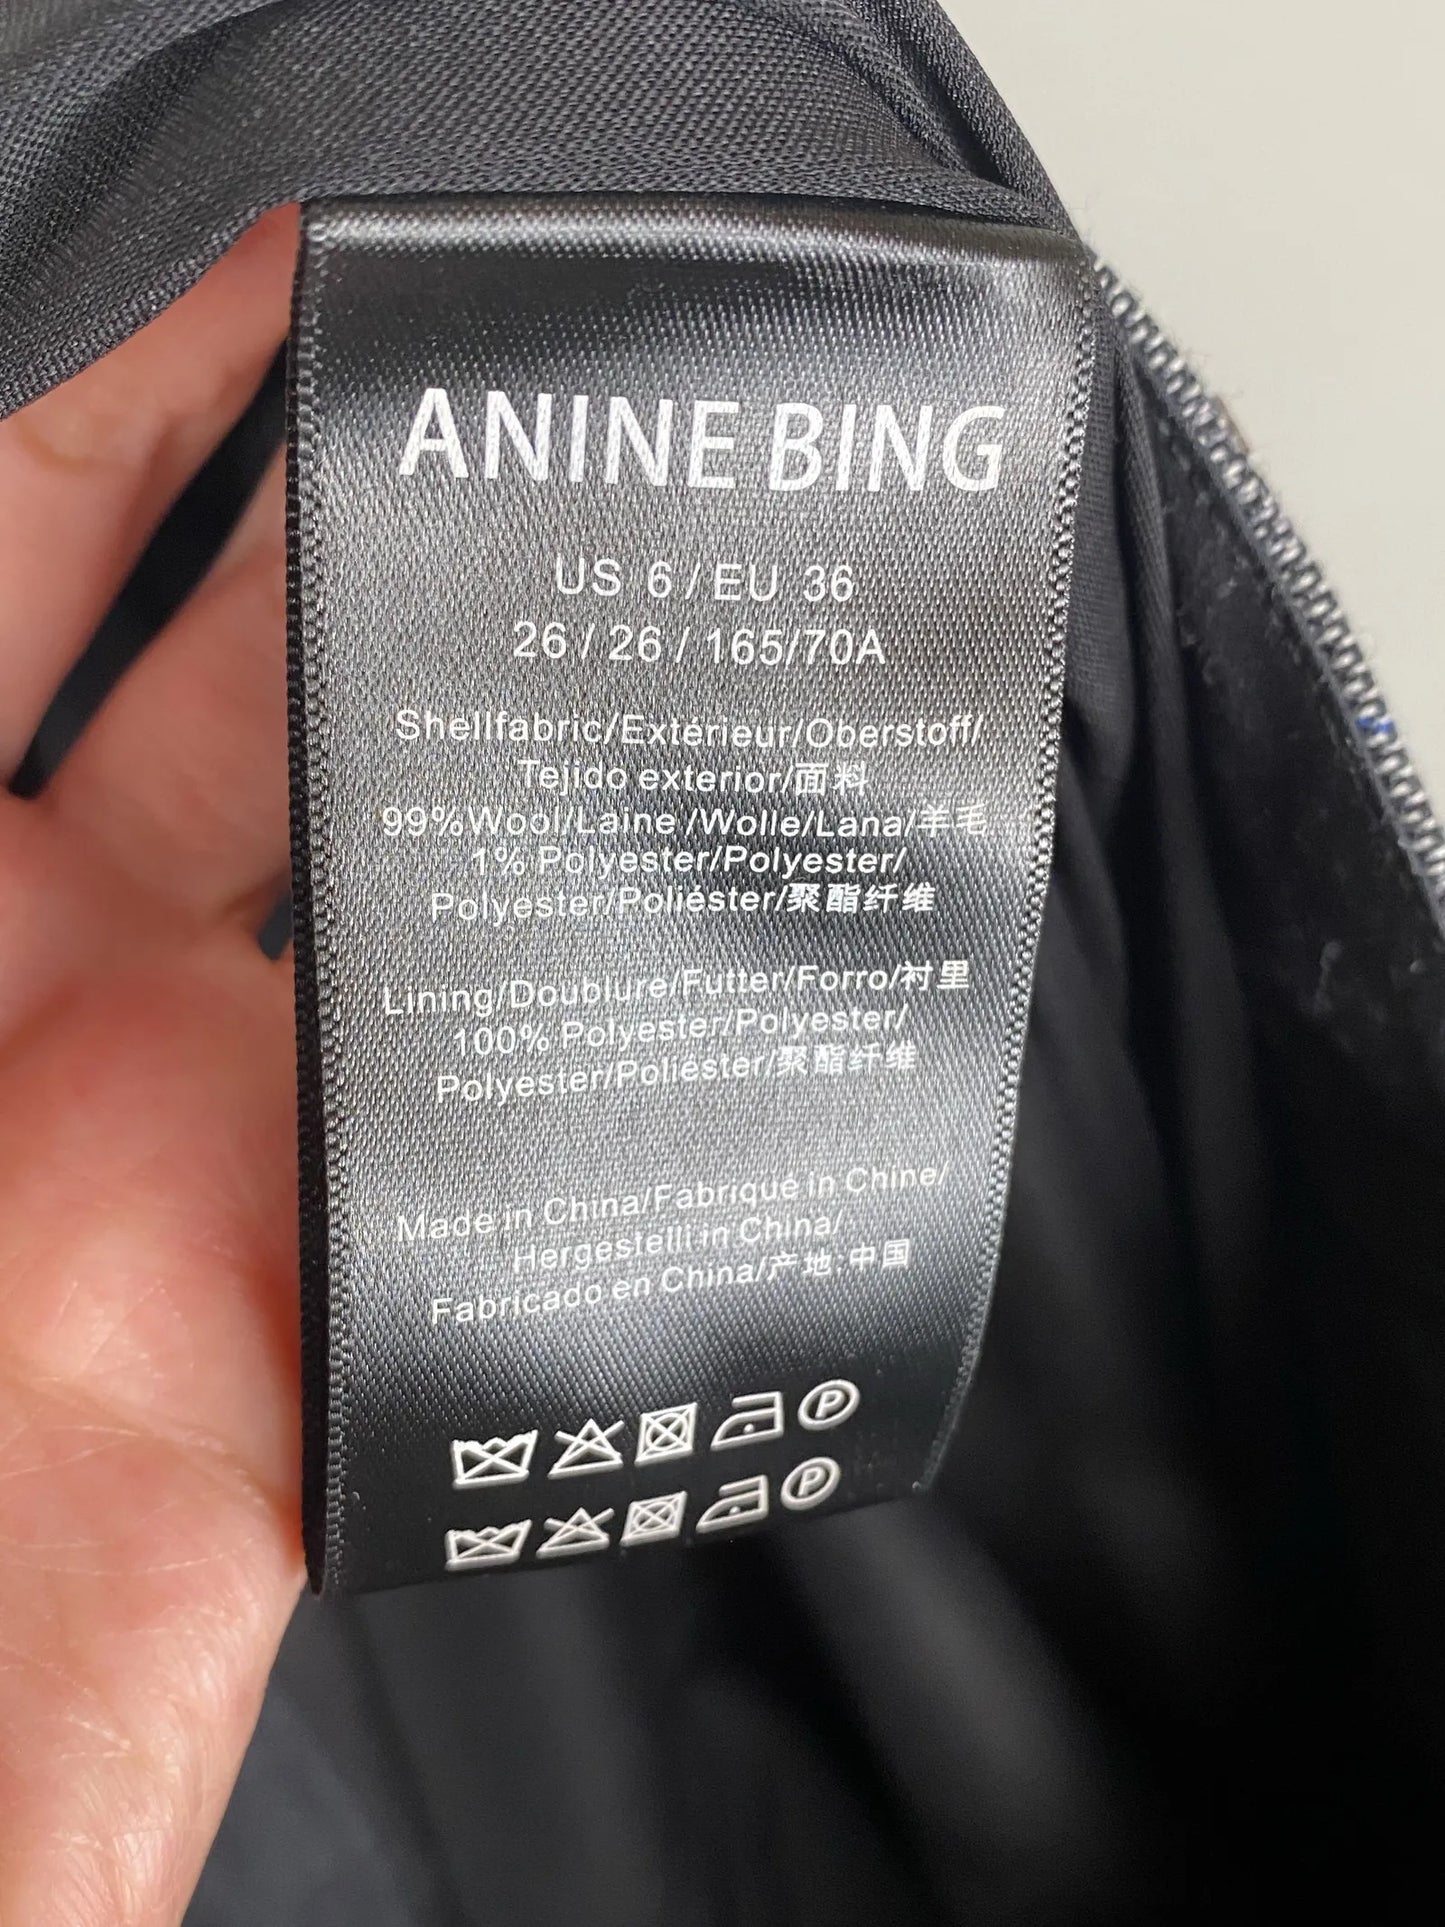 ANINE BING
US 6 / EU 36
26 / 26 / 165/70A
Shellfabric/Extérieur/Oberstoff/
Tejido exterior/面料
99%Wool/Laine /Wolle/Lana/羊毛
1% Polyester/Polyester/
Polyester/Poliéster/聚酯纤维
Lining/Doublure/Futter/Forro/衬里
100% Polyester/Polyester/
Polyester/Poliéster/聚酯纤维
Made in China/Fabrique in Chine/
Hergestelli in China/
Fabricado en China/产地:中国
P
P